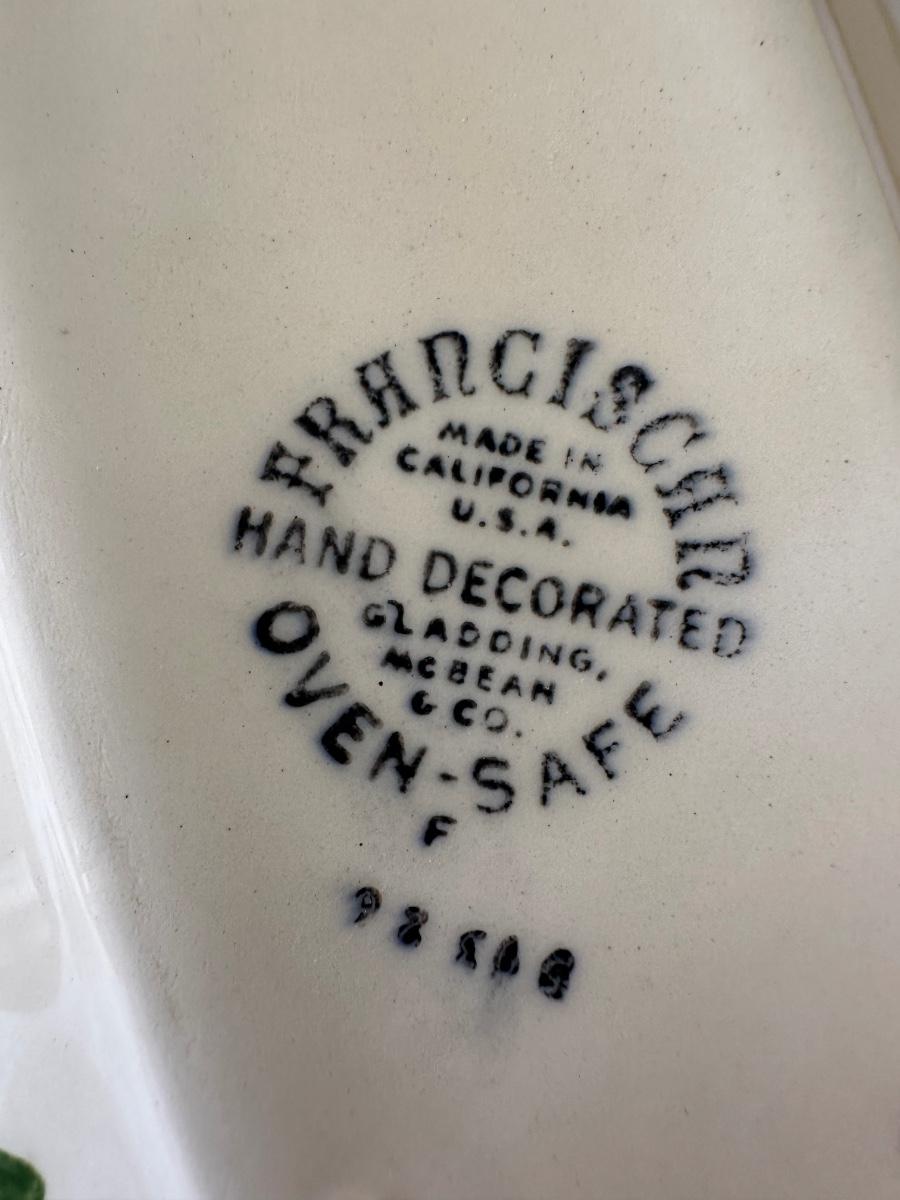 FRANCISCAN
MADE IN
CALIFORNIA
U.S.A.
HAND DECORATED
GLADDING,
MCBEAN
& CO.
OVEN-SAFE
F